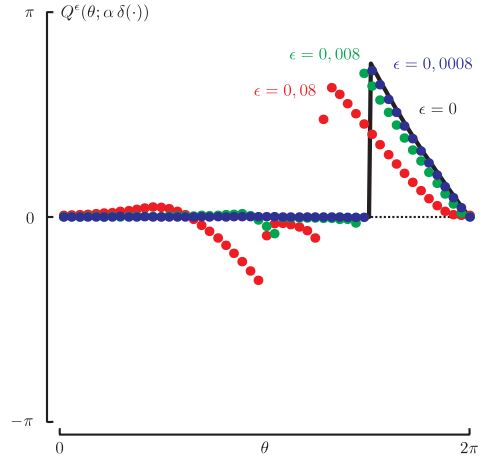 π
Q^ϵ(θ; α δ(·))
ϵ = 0, 008
ϵ = 0, 0008
ϵ = 0, 08
ϵ = 0
0
−π
0
θ
2π